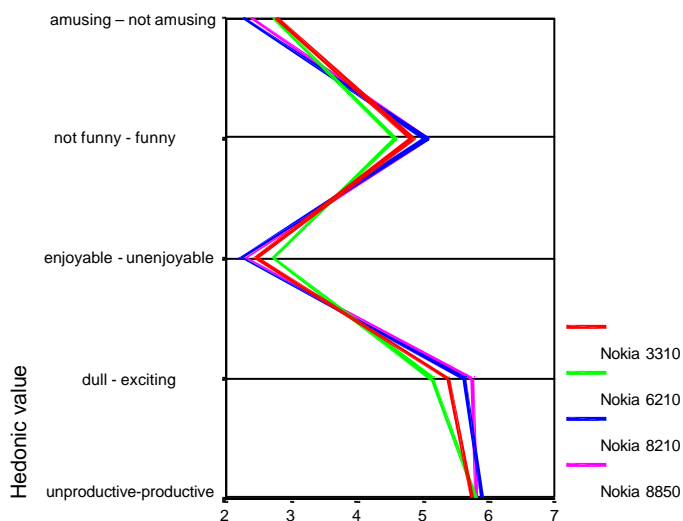 amusing – not amusing
not funny - funny
enjoyable - unenjoyable
dull - exciting
unproductive-productive
Hedonic value
2 3 4 5 6 7
Nokia 3310
Nokia 6210
Nokia 8210
Nokia 8850